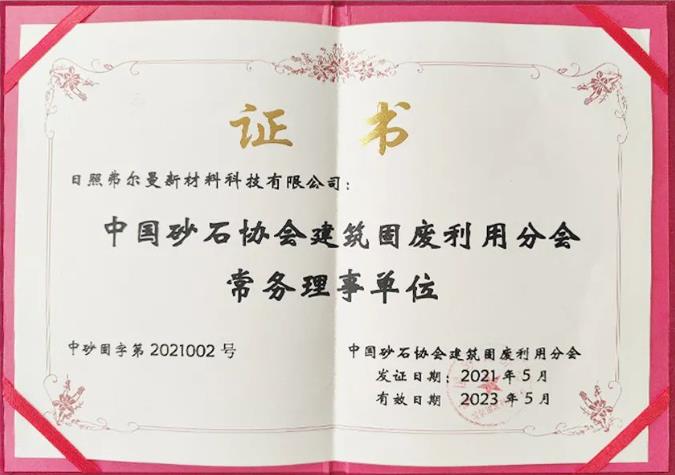 证书
日照弗尔曼新材料科技有限公司：
中国砂石协会建筑固废利用分会
常务理事单位
中砂固字第 2021002 号
中国砂石协会建筑固废利用分会
发证日期：2021 年 5 月
有效日期 2023 年 5 月